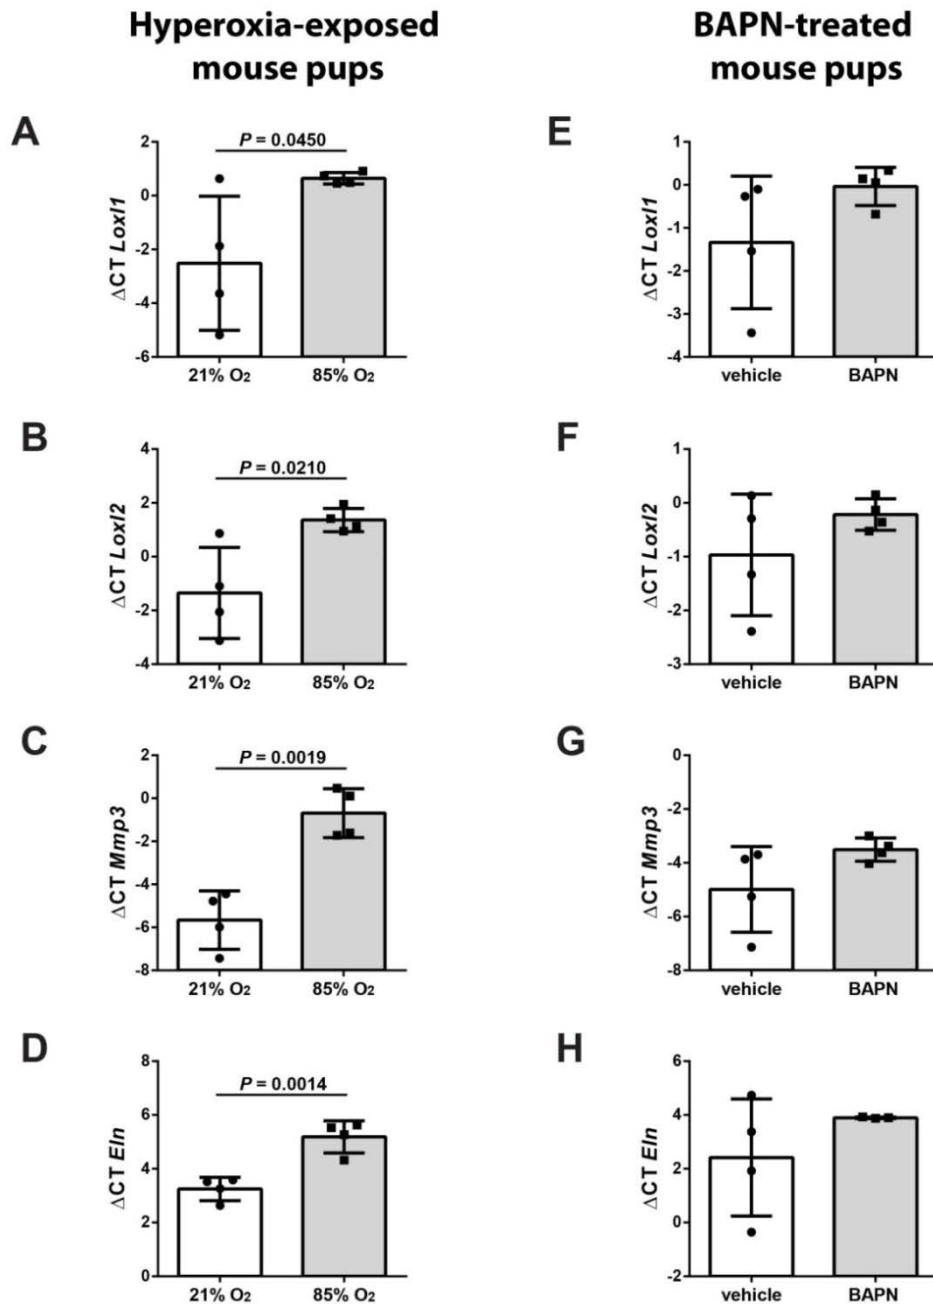 Hyperoxia-exposed
mouse pups
BAPN-treated
mouse pups
A
P = 0.0450
ΔCT Loxl1
2
0
-2
-4
-6
21% O₂
85% O₂
E
ΔCT Loxl1
1
0
-1
-2
-3
-4
vehicle
BAPN
B
P = 0.0210
ΔCT Loxl2
4
2
0
-2
-4
21% O₂
85% O₂
F
ΔCT Loxl2
1
0
-1
-2
-3
vehicle
BAPN
C
P = 0.0019
ΔCT Mmp3
2
0
-2
-4
-6
-8
21% O₂
85% O₂
G
ΔCT Mmp3
0
-2
-4
-6
-8
vehicle
BAPN
D
P = 0.0014
ΔCT Eln
8
6
4
2
0
21% O₂
85% O₂
H
ΔCT Eln
6
4
2
0
-2
vehicle
BAPN